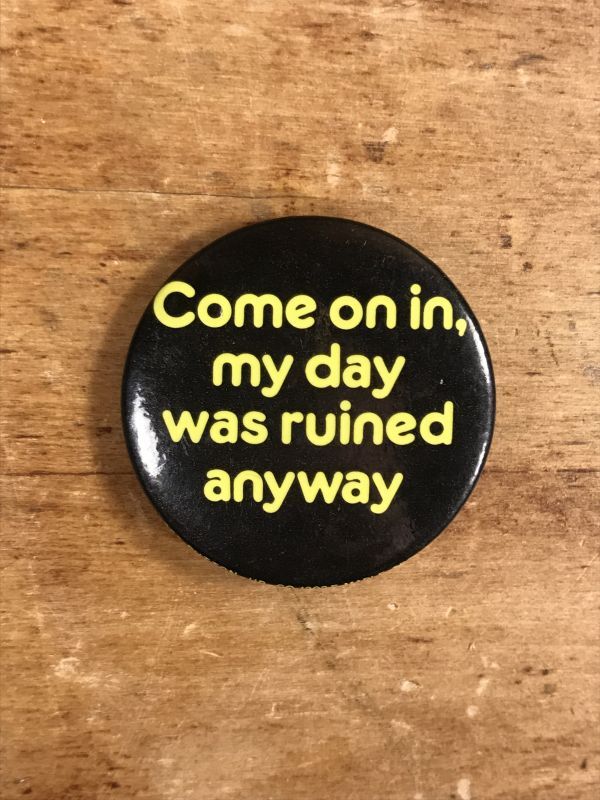 Come on in,
my day
was ruined
anyway